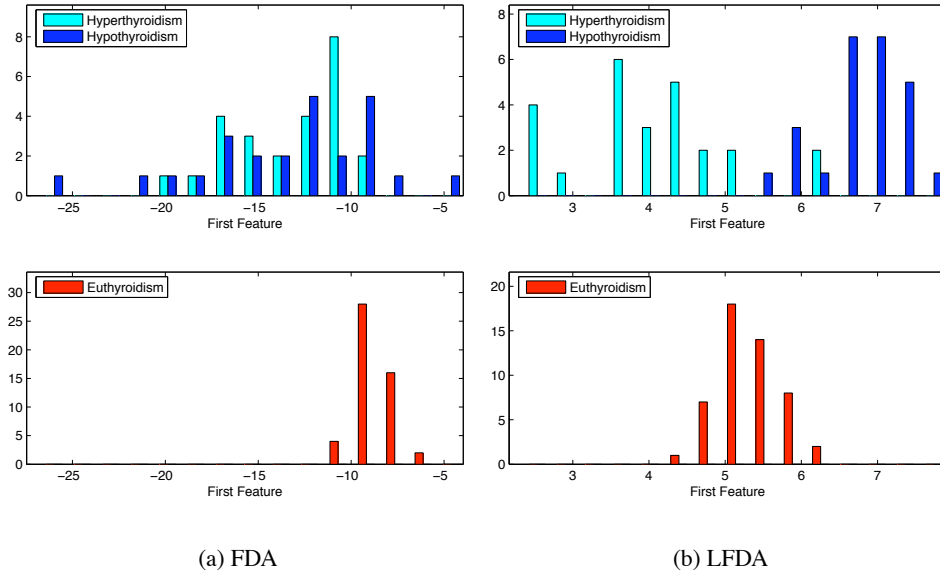 Hyperthyroidism
Hypothyroidism
8
6
4
2
0
−25 −20 −15 −10 −5
First Feature
Hyperthyroidism
Hypothyroidism
8
6
4
2
0
3 4 5 6 7
First Feature
Euthyroidism
30
25
20
15
10
5
0
−25 −20 −15 −10 −5
First Feature
Euthyroidism
20
15
10
5
0
3 4 5 6 7
First Feature
(a) FDA
(b) LFDA